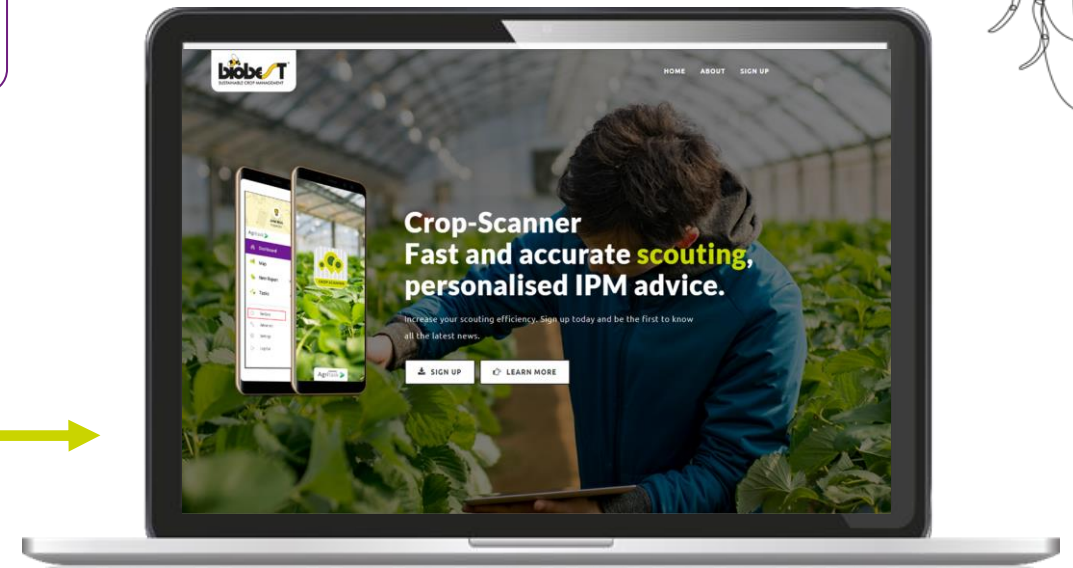 biobesT
SUSTAINABLE CROP MANAGEMENT
HOME ABOUT SIGN UP
Crop-Scanner
Fast and accurate scouting,
personalised IPM advice.
Increase your scouting efficiency. Sign up today and be the first to know
all the latest news.
SIGN UP LEARN MORE
Dashboard
Map
CROP-SCANNER